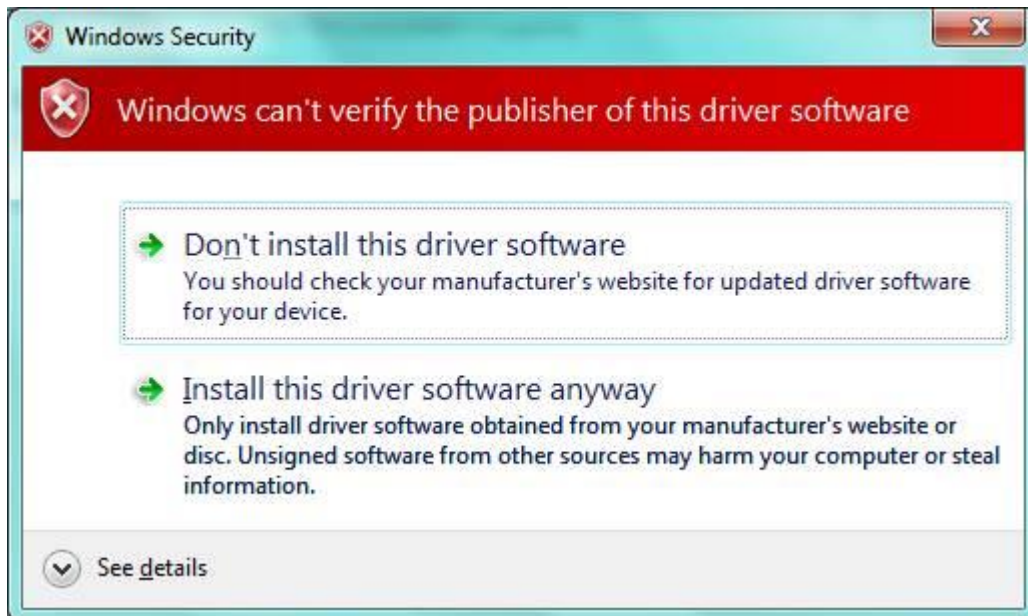 Windows Security
Windows can't verify the publisher of this driver software
Don't install this driver software
You should check your manufacturer's website for updated driver software
for your device.
Install this driver software anyway
Only install driver software obtained from your manufacturer's website or
disc. Unsigned software from other sources may harm your computer or steal
information.
See details